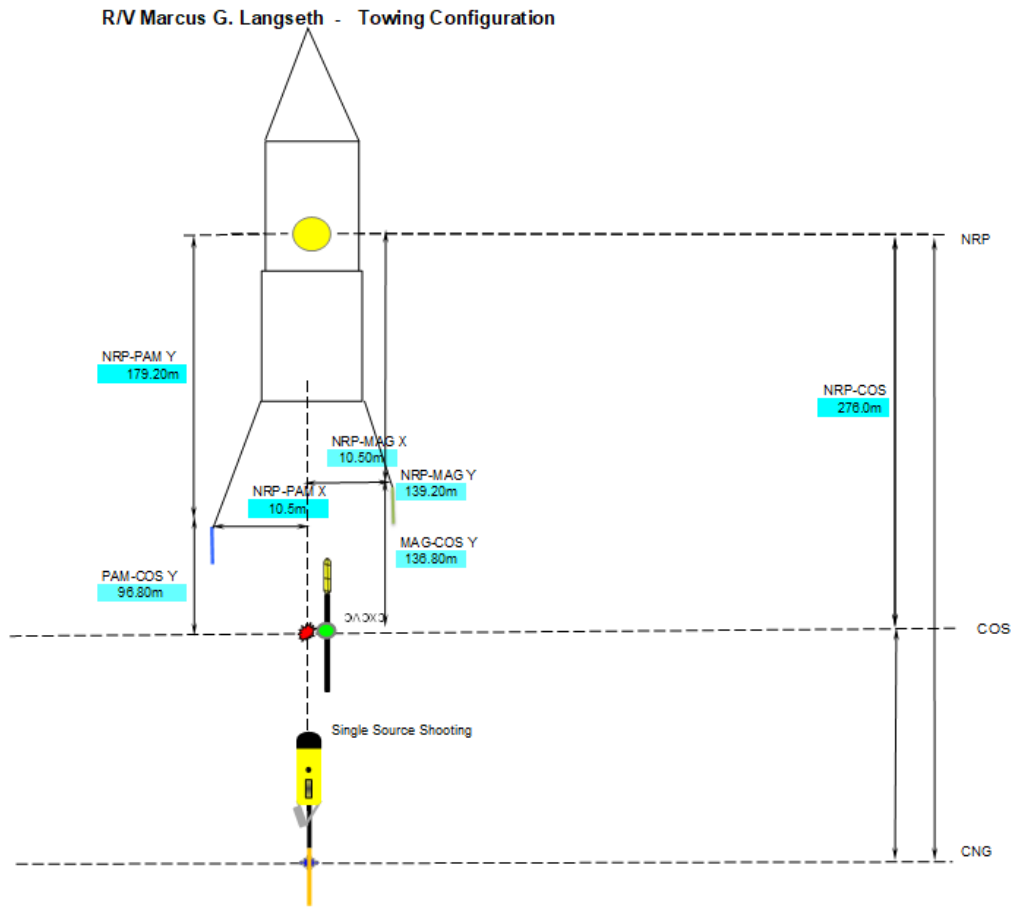 R/V Marcus G. Langseth - Towing Configuration
NRP
NRP-PAM Y
179.20m
NRP-COS
276.0m
NRP-MAG X
10.50m
NRP-MAG Y
139.20m
NRP-PAM X
10.5m
MAG-COS Y
136.80m
PAM-COS Y
96.80m
COS
Single Source Shooting
CNG